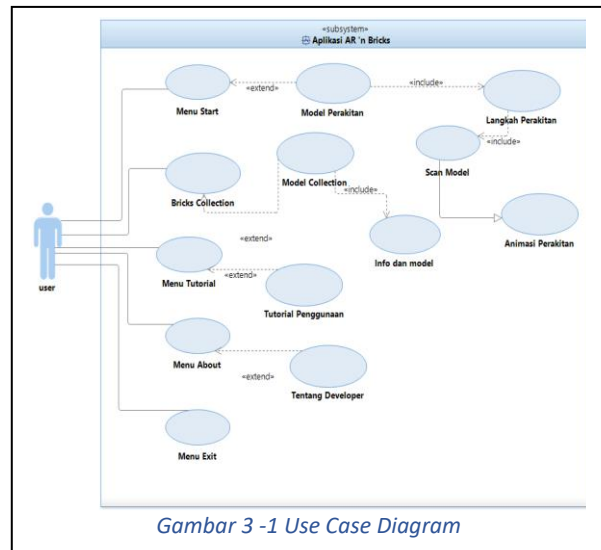 «subsystem»
Aplikasi AR 'n Bricks
Menu Start
«extend»
Model Perakitan
«include»
Langkah Perakitan
«include»
Scan Model
Animasi Perakitan
Bricks Collection
Model Collection
«include»
Info dan model
«extend»
Menu Tutorial
«extend»
Tutorial Penggunaan
Menu About
«extend»
Tentang Developer
Menu Exit
user
Gambar 3 -1 Use Case Diagram